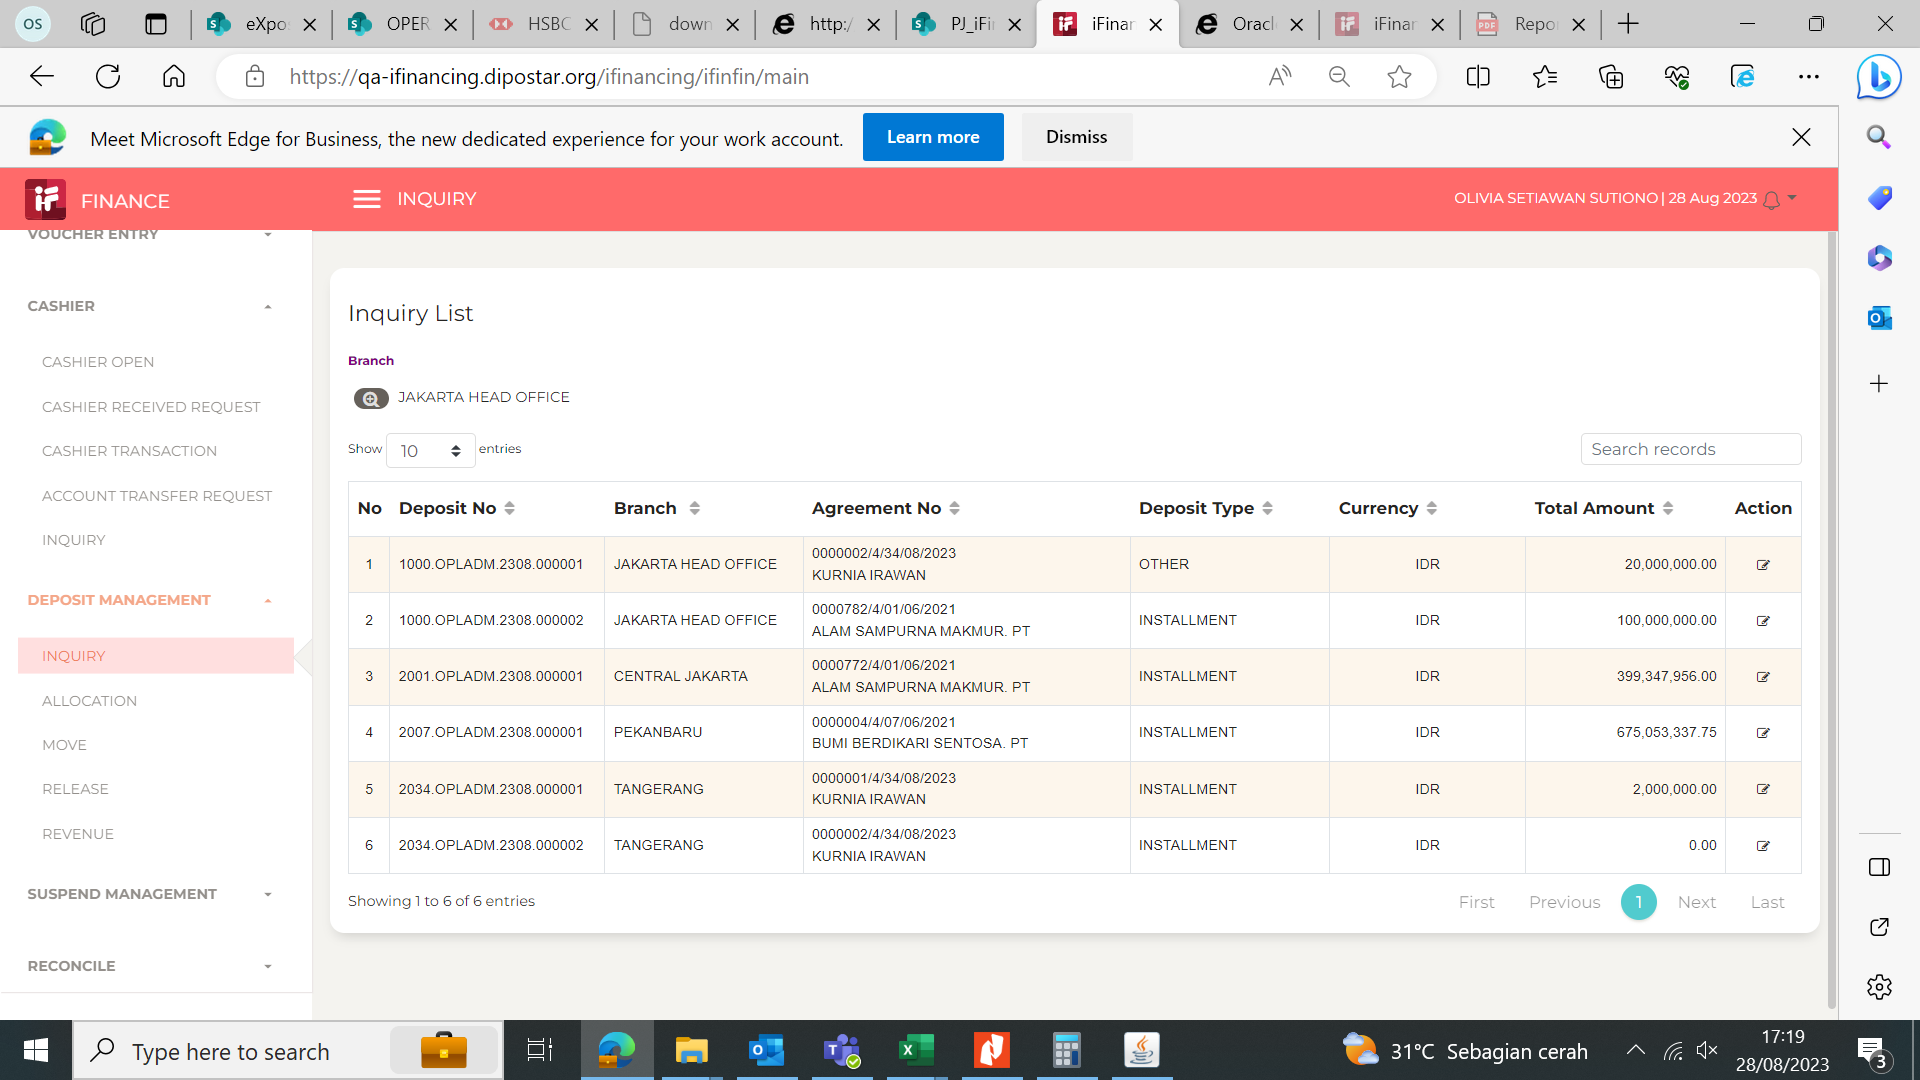 OS
eXpo
OPER
HSBC
down
http:/
PJ_iFi
iFinar
Oracl
iFinar
Repo
https://qa-ifinancing.dipostar.org/ifinancing/ifinfin/main
Meet Microsoft Edge for Business, the new dedicated experience for your work account.
Learn more
Dismiss
iF FINANCE
INQUIRY
OLIVIA SETIAWAN SUTIONO | 28 Aug 2023
VOUCHER ENTRY
CASHIER
CASHIER OPEN
CASHIER RECEIVED REQUEST
CASHIER TRANSACTION
ACCOUNT TRANSFER REQUEST
INQUIRY
DEPOSIT MANAGEMENT
INQUIRY
ALLOCATION
MOVE
RELEASE
REVENUE
SUSPEND MANAGEMENT
RECONCILE
Inquiry List
Branch
JAKARTA HEAD OFFICE
Show 10 entries
Search records
No Deposit No Branch Agreement No Deposit Type Currency Total Amount Action
1 1000.OPLADM.2308.000001 JAKARTA HEAD OFFICE 0000002/4/34/08/2023 OTHER IDR 20,000,000.00
KURNIA IRAWAN
2 1000.OPLADM.2308.000002 JAKARTA HEAD OFFICE 0000782/4/01/06/2021 INSTALLMENT IDR 100,000,000.00
ALAM SAMPURNA MAKMUR. PT
3 2001.OPLADM.2308.000001 CENTRAL JAKARTA 0000772/4/01/06/2021 INSTALLMENT IDR 399,347,956.00
ALAM SAMPURNA MAKMUR. PT
4 2007.OPLADM.2308.000001 PEKANBARU 0000004/4/07/06/2021 INSTALLMENT IDR 675,053,337.75
BUMI BERDIKARI SENTOSA. PT
5 2034.OPLADM.2308.000001 TANGERANG 0000001/4/34/08/2023 INSTALLMENT IDR 2,000,000.00
KURNIA IRAWAN
6 2034.OPLADM.2308.000002 TANGERANG 0000002/4/34/08/2023 INSTALLMENT IDR 0.00
KURNIA IRAWAN
Showing 1 to 6 of 6 entries
First Previous 1 Next Last
Type here to search
31°C Sebagian cerah
17:19
28/08/2023
3